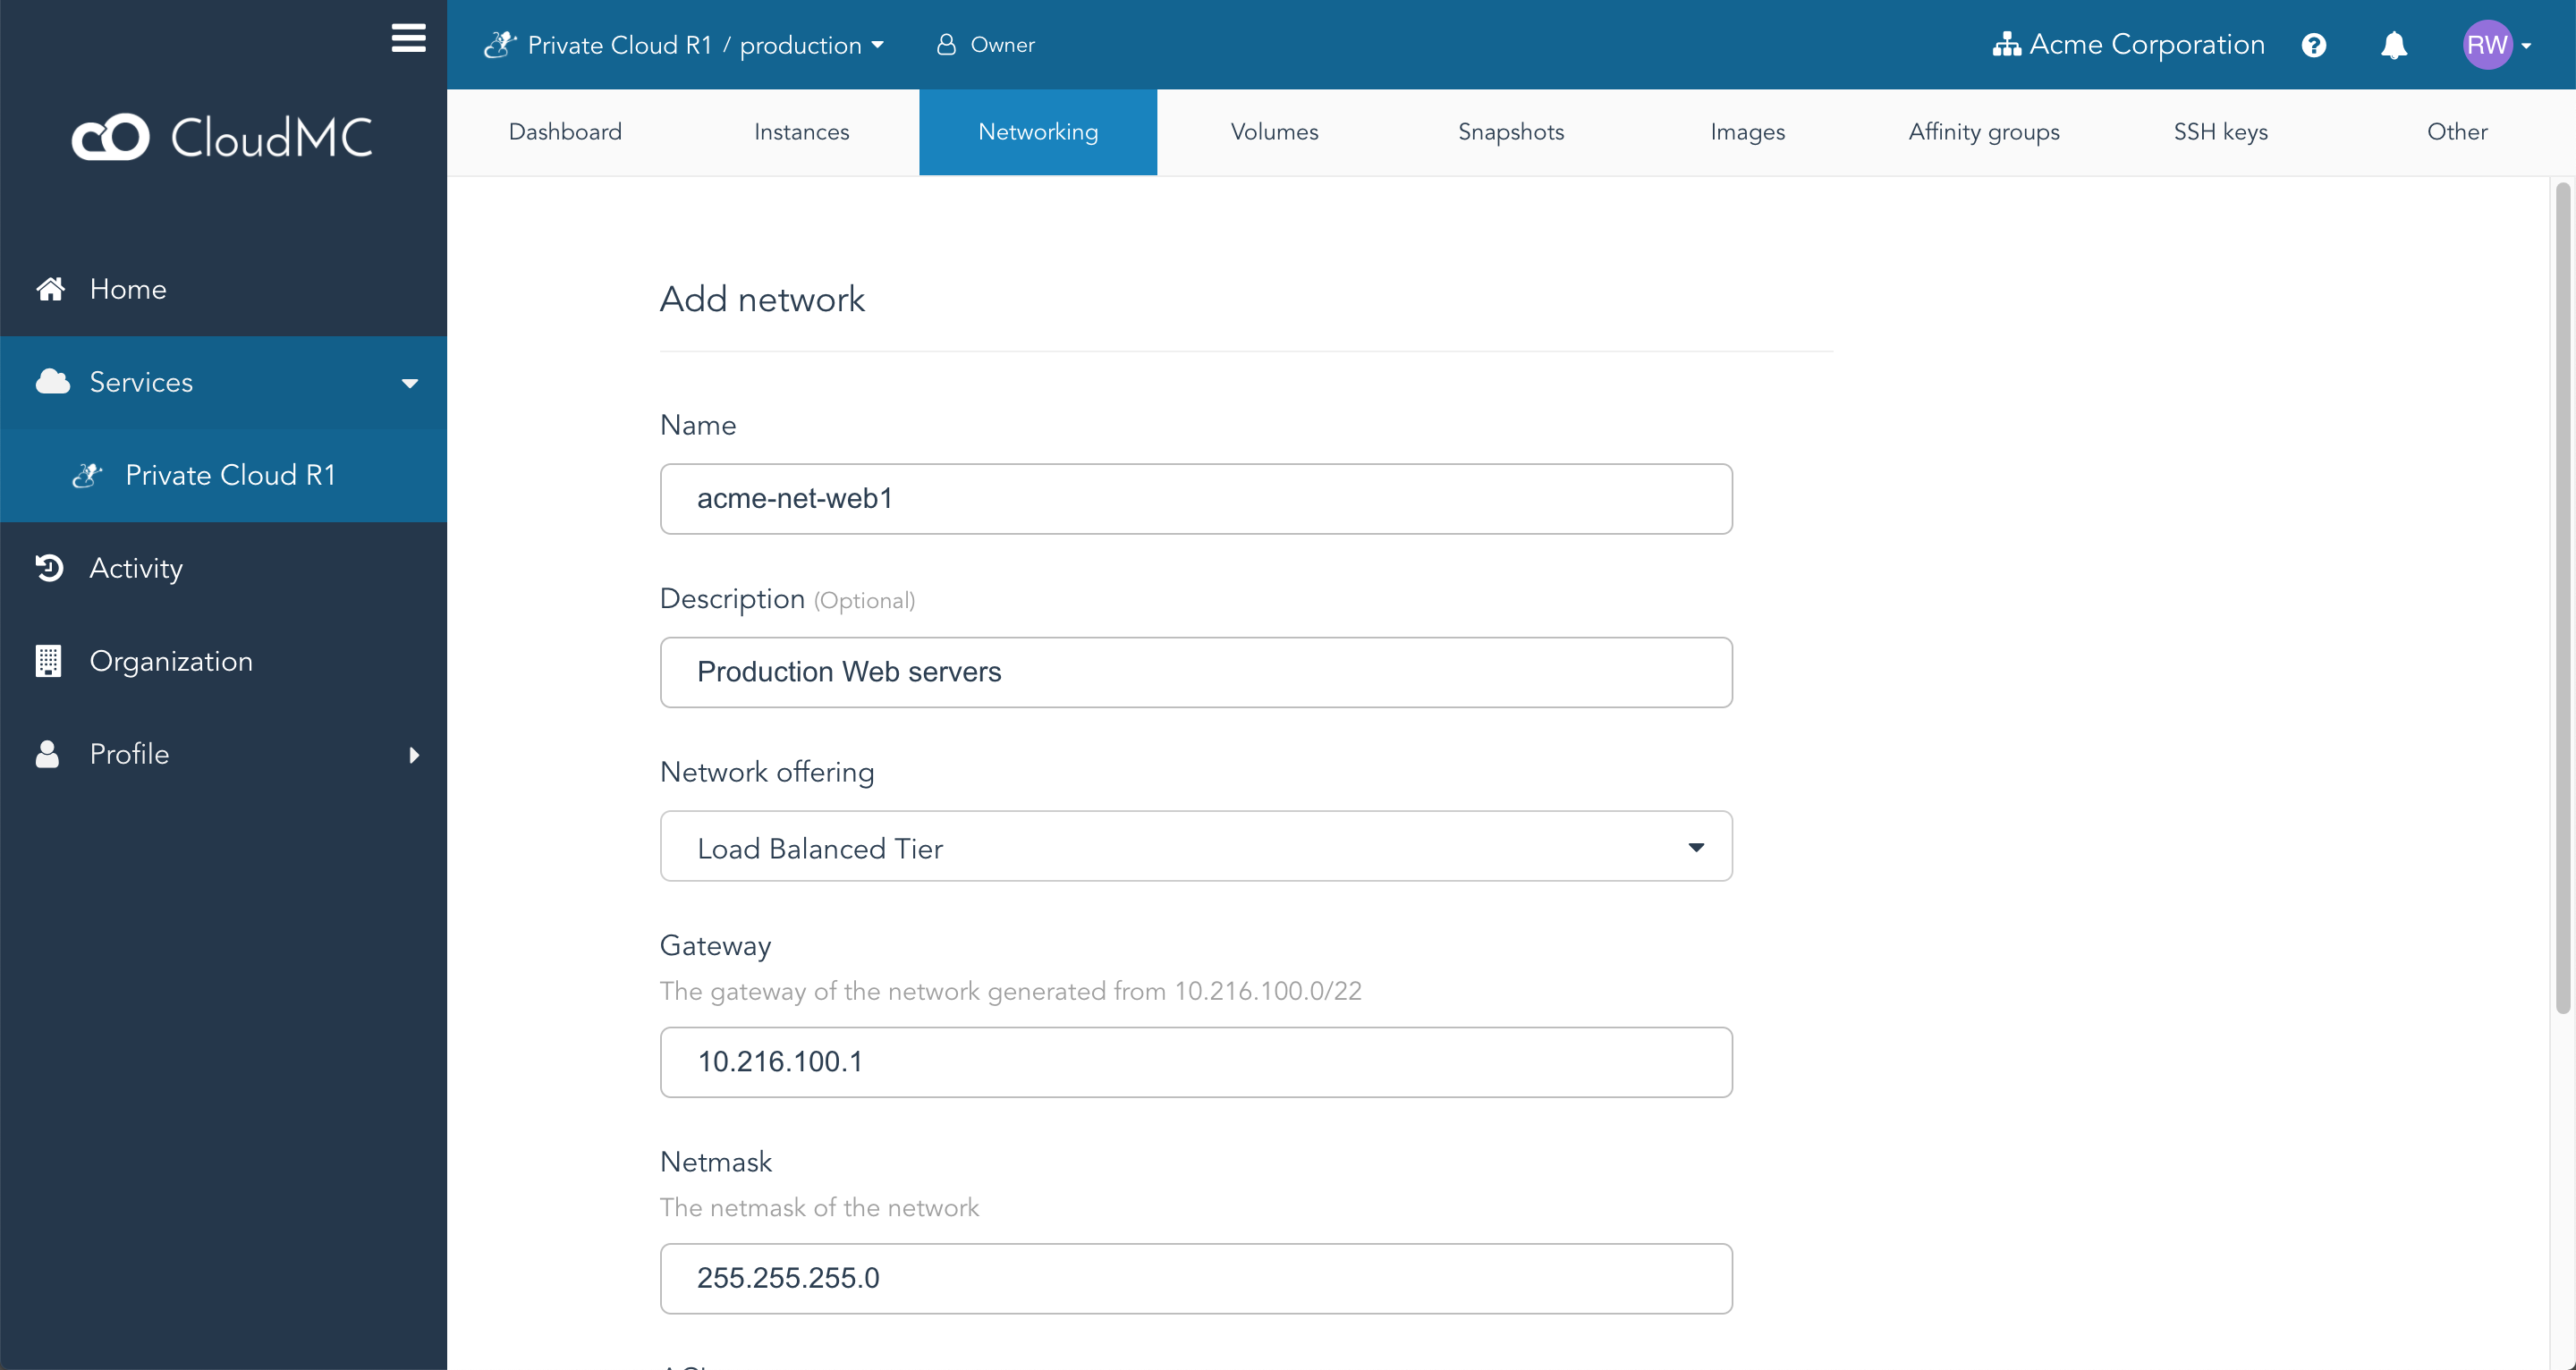 CloudMC
Home
Services
Private Cloud R1
Activity
Organization
Profile
Private Cloud R1 / production
Owner
Acme Corporation
RW
Dashboard
Instances
Networking
Volumes
Snapshots
Images
Affinity groups
SSH keys
Other
Add network
Name
acme-net-web1
Description (Optional)
Production Web servers
Network offering
Load Balanced Tier
Gateway
The gateway of the network generated from 10.216.100.0/22
10.216.100.1
Netmask
The netmask of the network
255.255.255.0